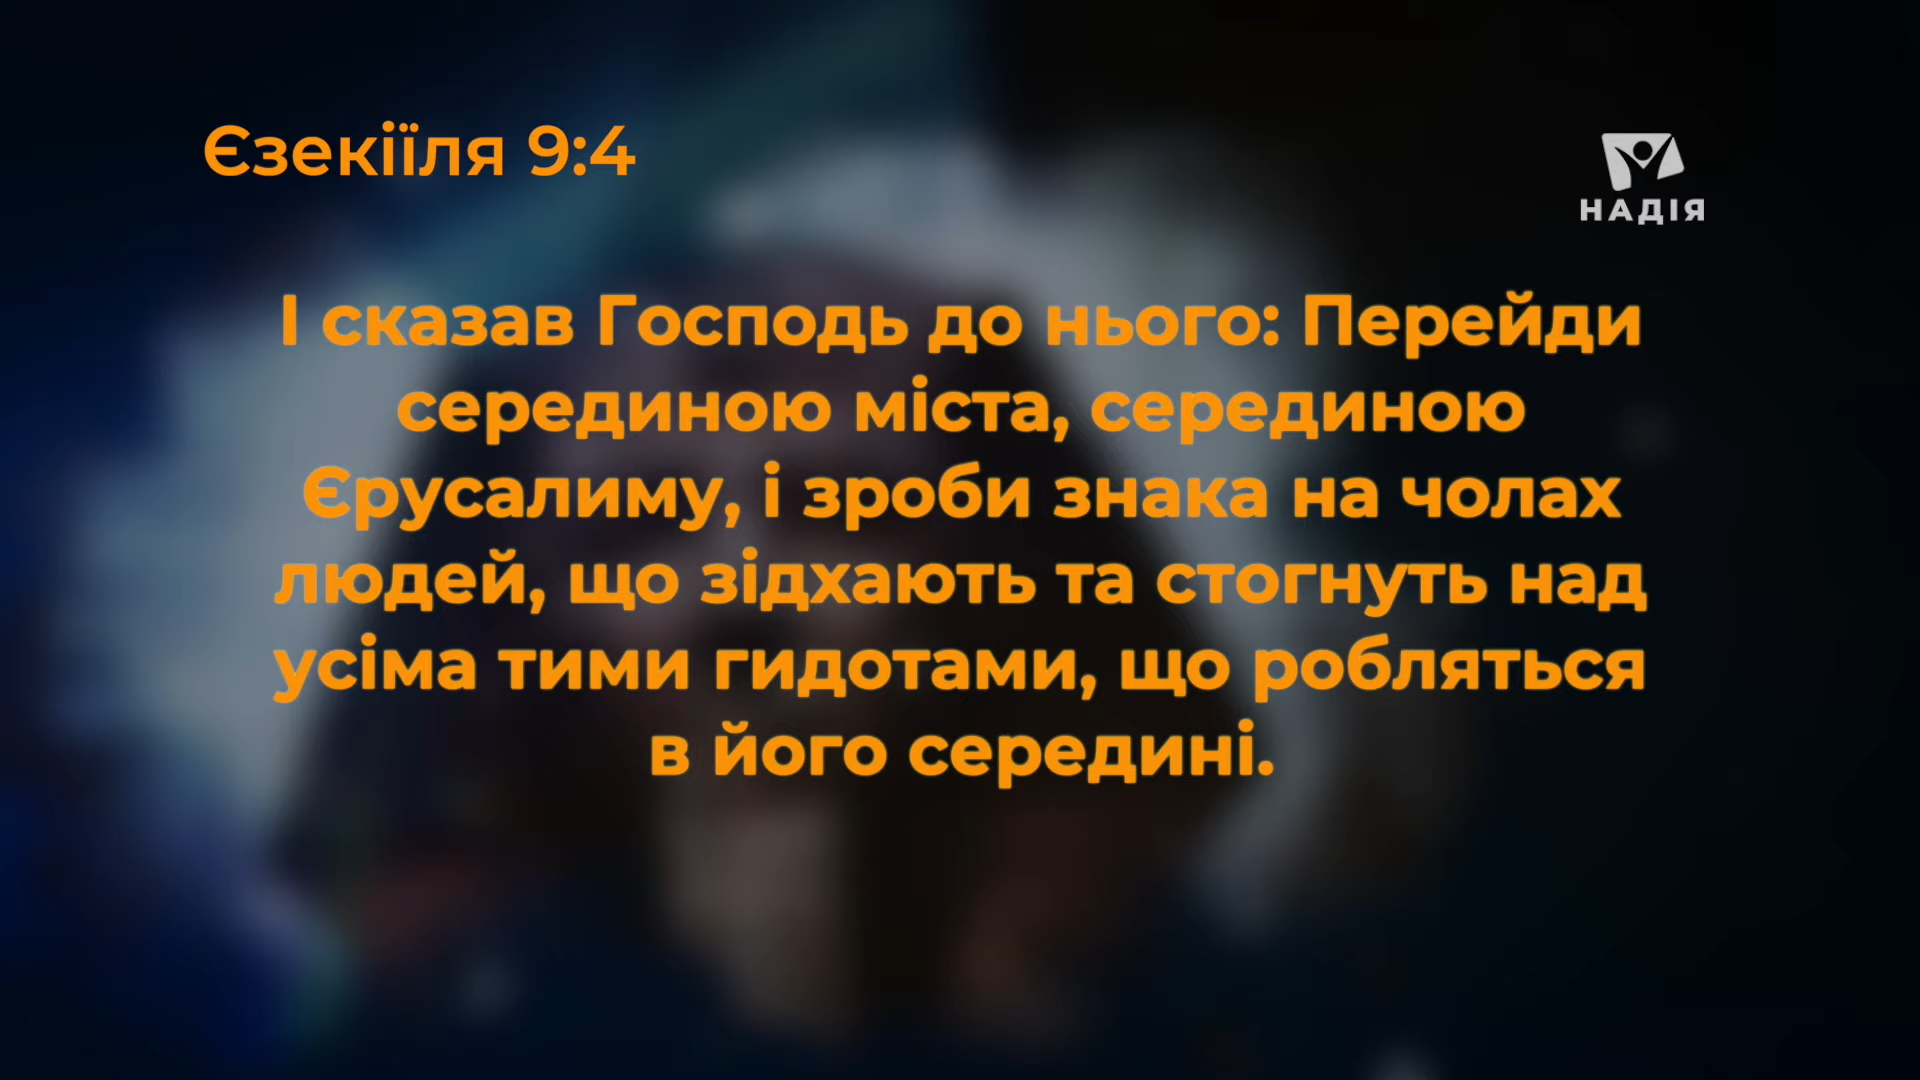 Єзекіїля 9:4
НАДІЯ
І сказав Господь до нього: Перейди
серединою міста, серединою
Єрусалиму, і зроби знака на чолах
людей, що зідхають та стогнуть над
усіма тими гидотами, що робляться
в його середині.